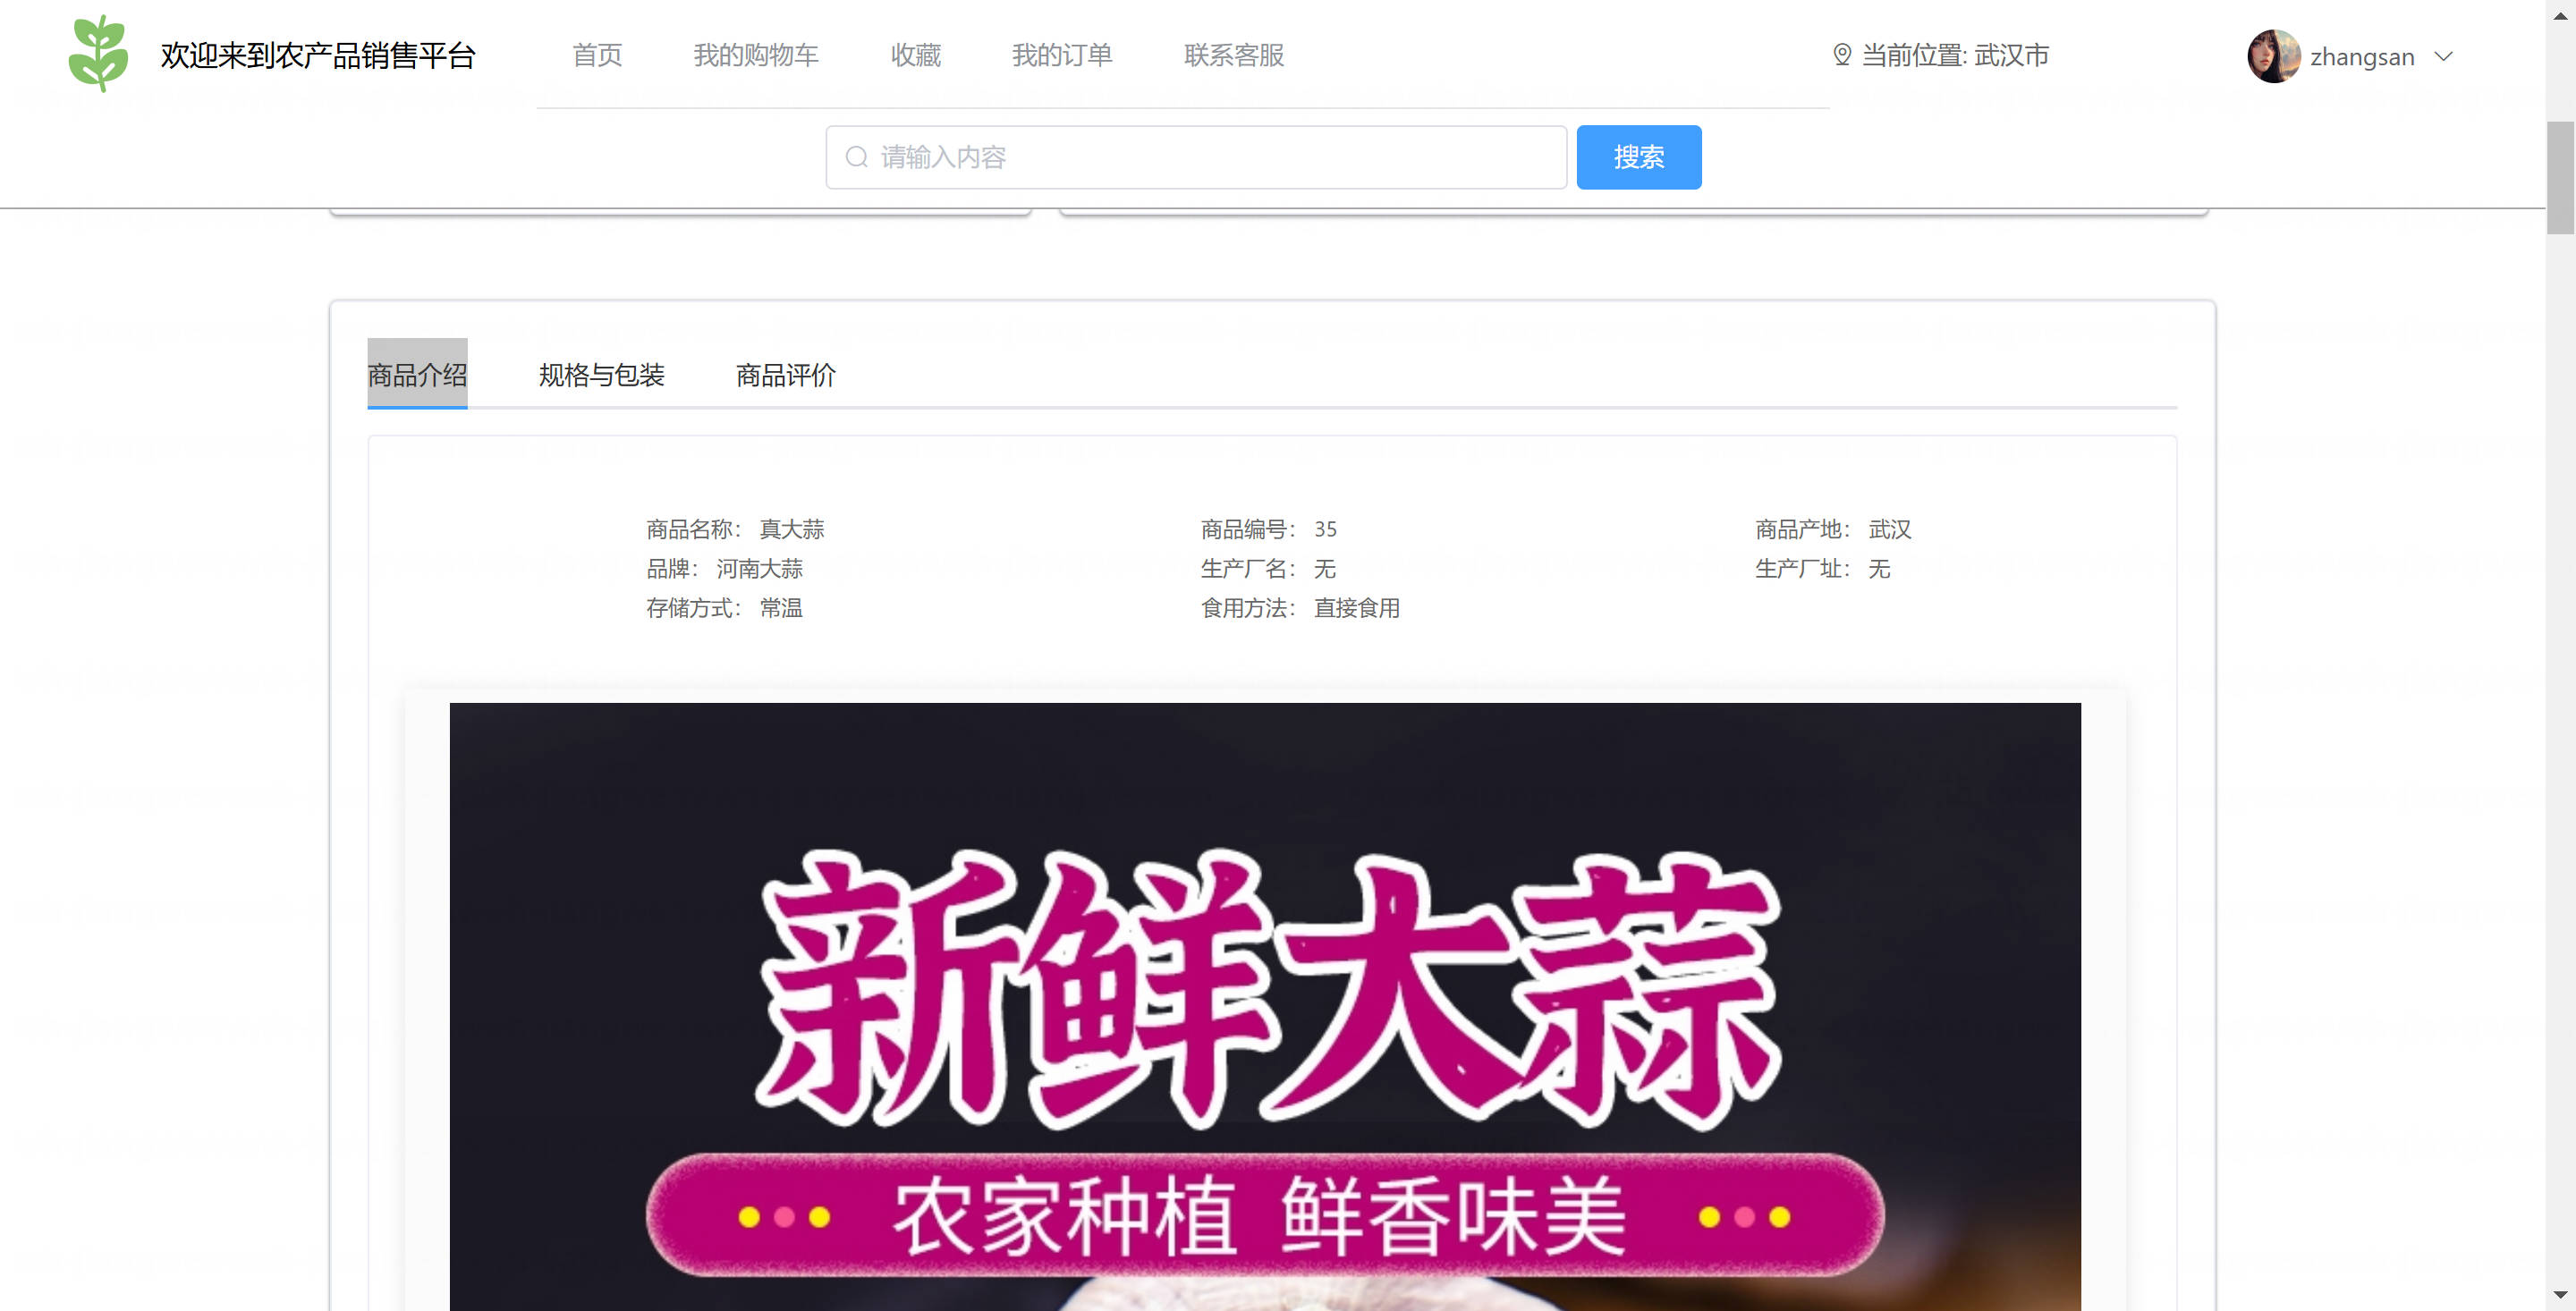 欢迎来到农产品销售平台 首页 我的购物车 收藏 我的订单 联系客服 当前位置: 武汉市 zhangsan
请输入内容 搜索
商品介绍 规格与包装 商品评价
商品名称： 真大蒜 商品编号： 35 商品产地： 武汉
品牌： 河南大蒜 生产厂名： 无 生产厂址： 无
存储方式： 常温 食用方法： 直接食用
新鲜大蒜
农家种植 鲜香味美